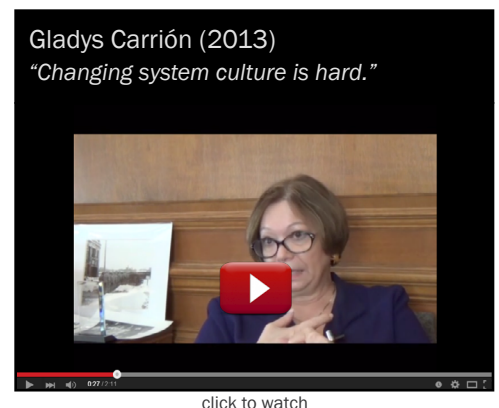 Gladys Carrión (2013)
“Changing system culture is hard.”
0:27 / 2:11
click to watch